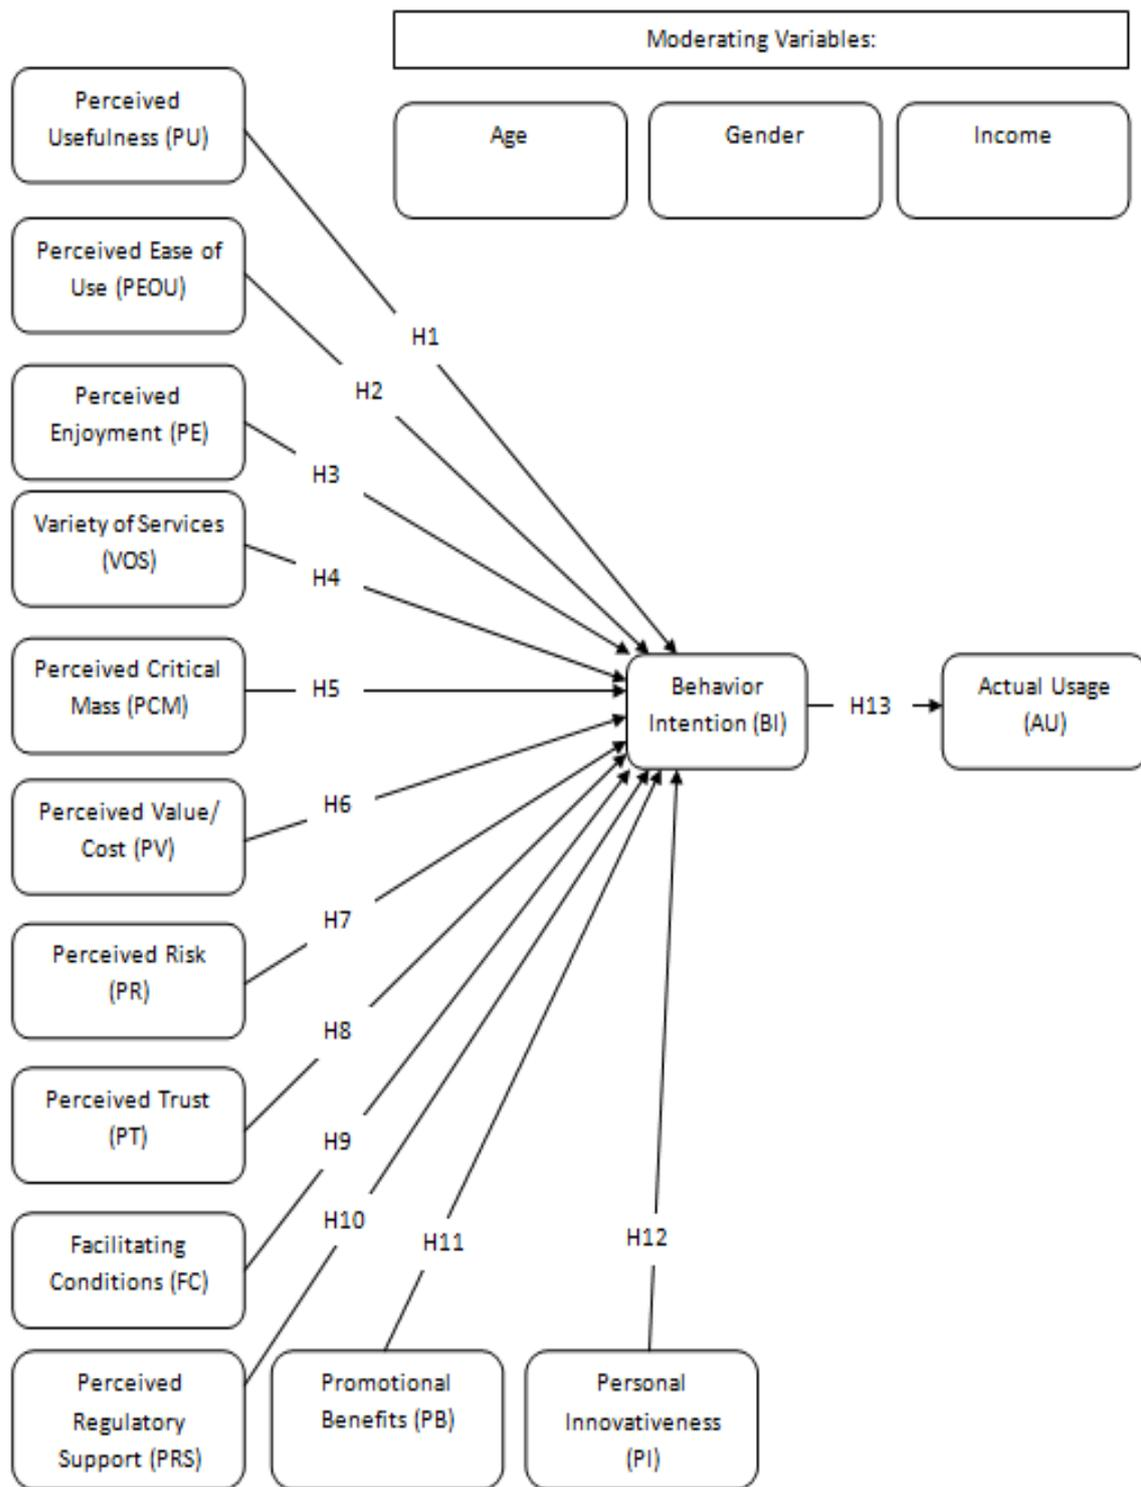 Moderating Variables:
Age
Gender
Income
Perceived
Usefulness (PU)
Perceived Ease of
Use (PEOU)
Perceived
Enjoyment (PE)
Variety of Services
(VOS)
Perceived Critical
Mass (PCM)
Perceived Value/
Cost (PV)
Perceived Risk
(PR)
Perceived Trust
(PT)
Facilitating
Conditions (FC)
Perceived
Regulatory
Support (PRS)
Promotional
Benefits (PB)
Personal
Innovativeness
(PI)
H1
H2
H3
H4
H5
H6
H7
H8
H9
H10
H11
H12
Behavior
Intention (BI)
H13
Actual Usage
(AU)